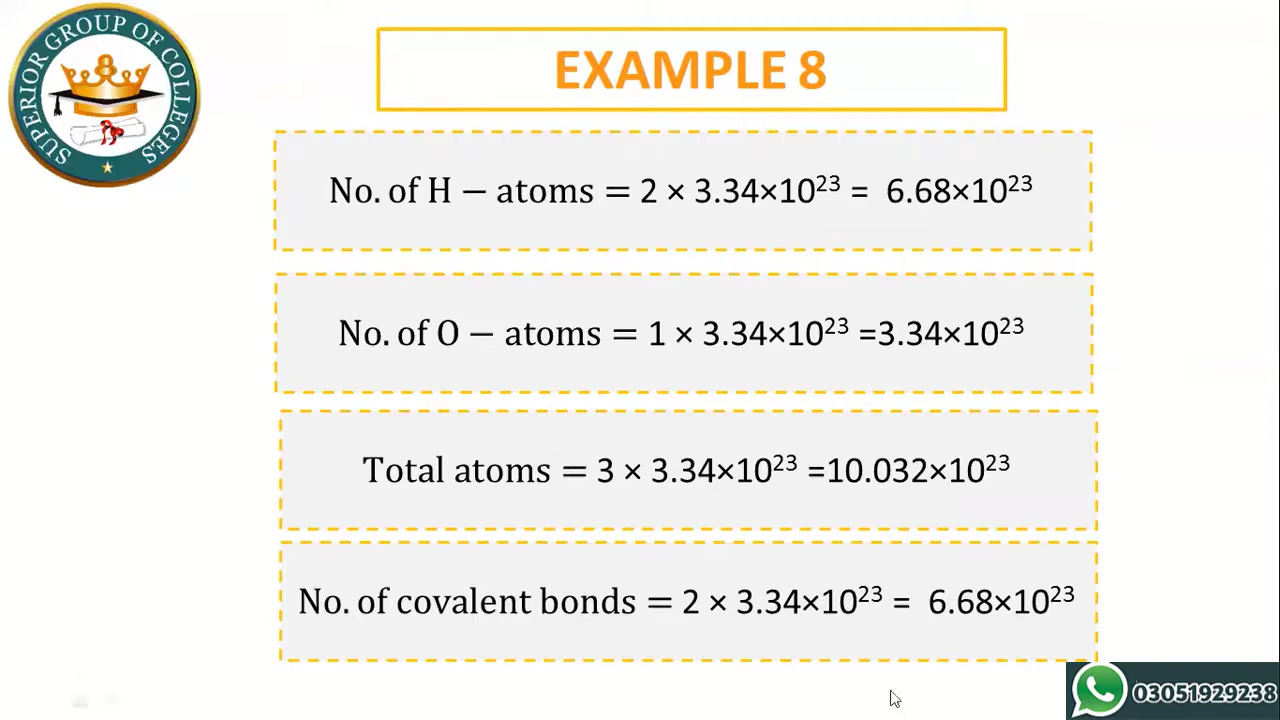 SUPERIOR GROUP OF COLLEGES
EXAMPLE 8
No. of H − atoms = 2 × 3.34×10²³ = 6.68×10²³
No. of O − atoms = 1 × 3.34×10²³ =3.34×10²³
Total atoms = 3 × 3.34×10²³ =10.032×10²³
No. of covalent bonds = 2 × 3.34×10²³ = 6.68×10²³
03051929238